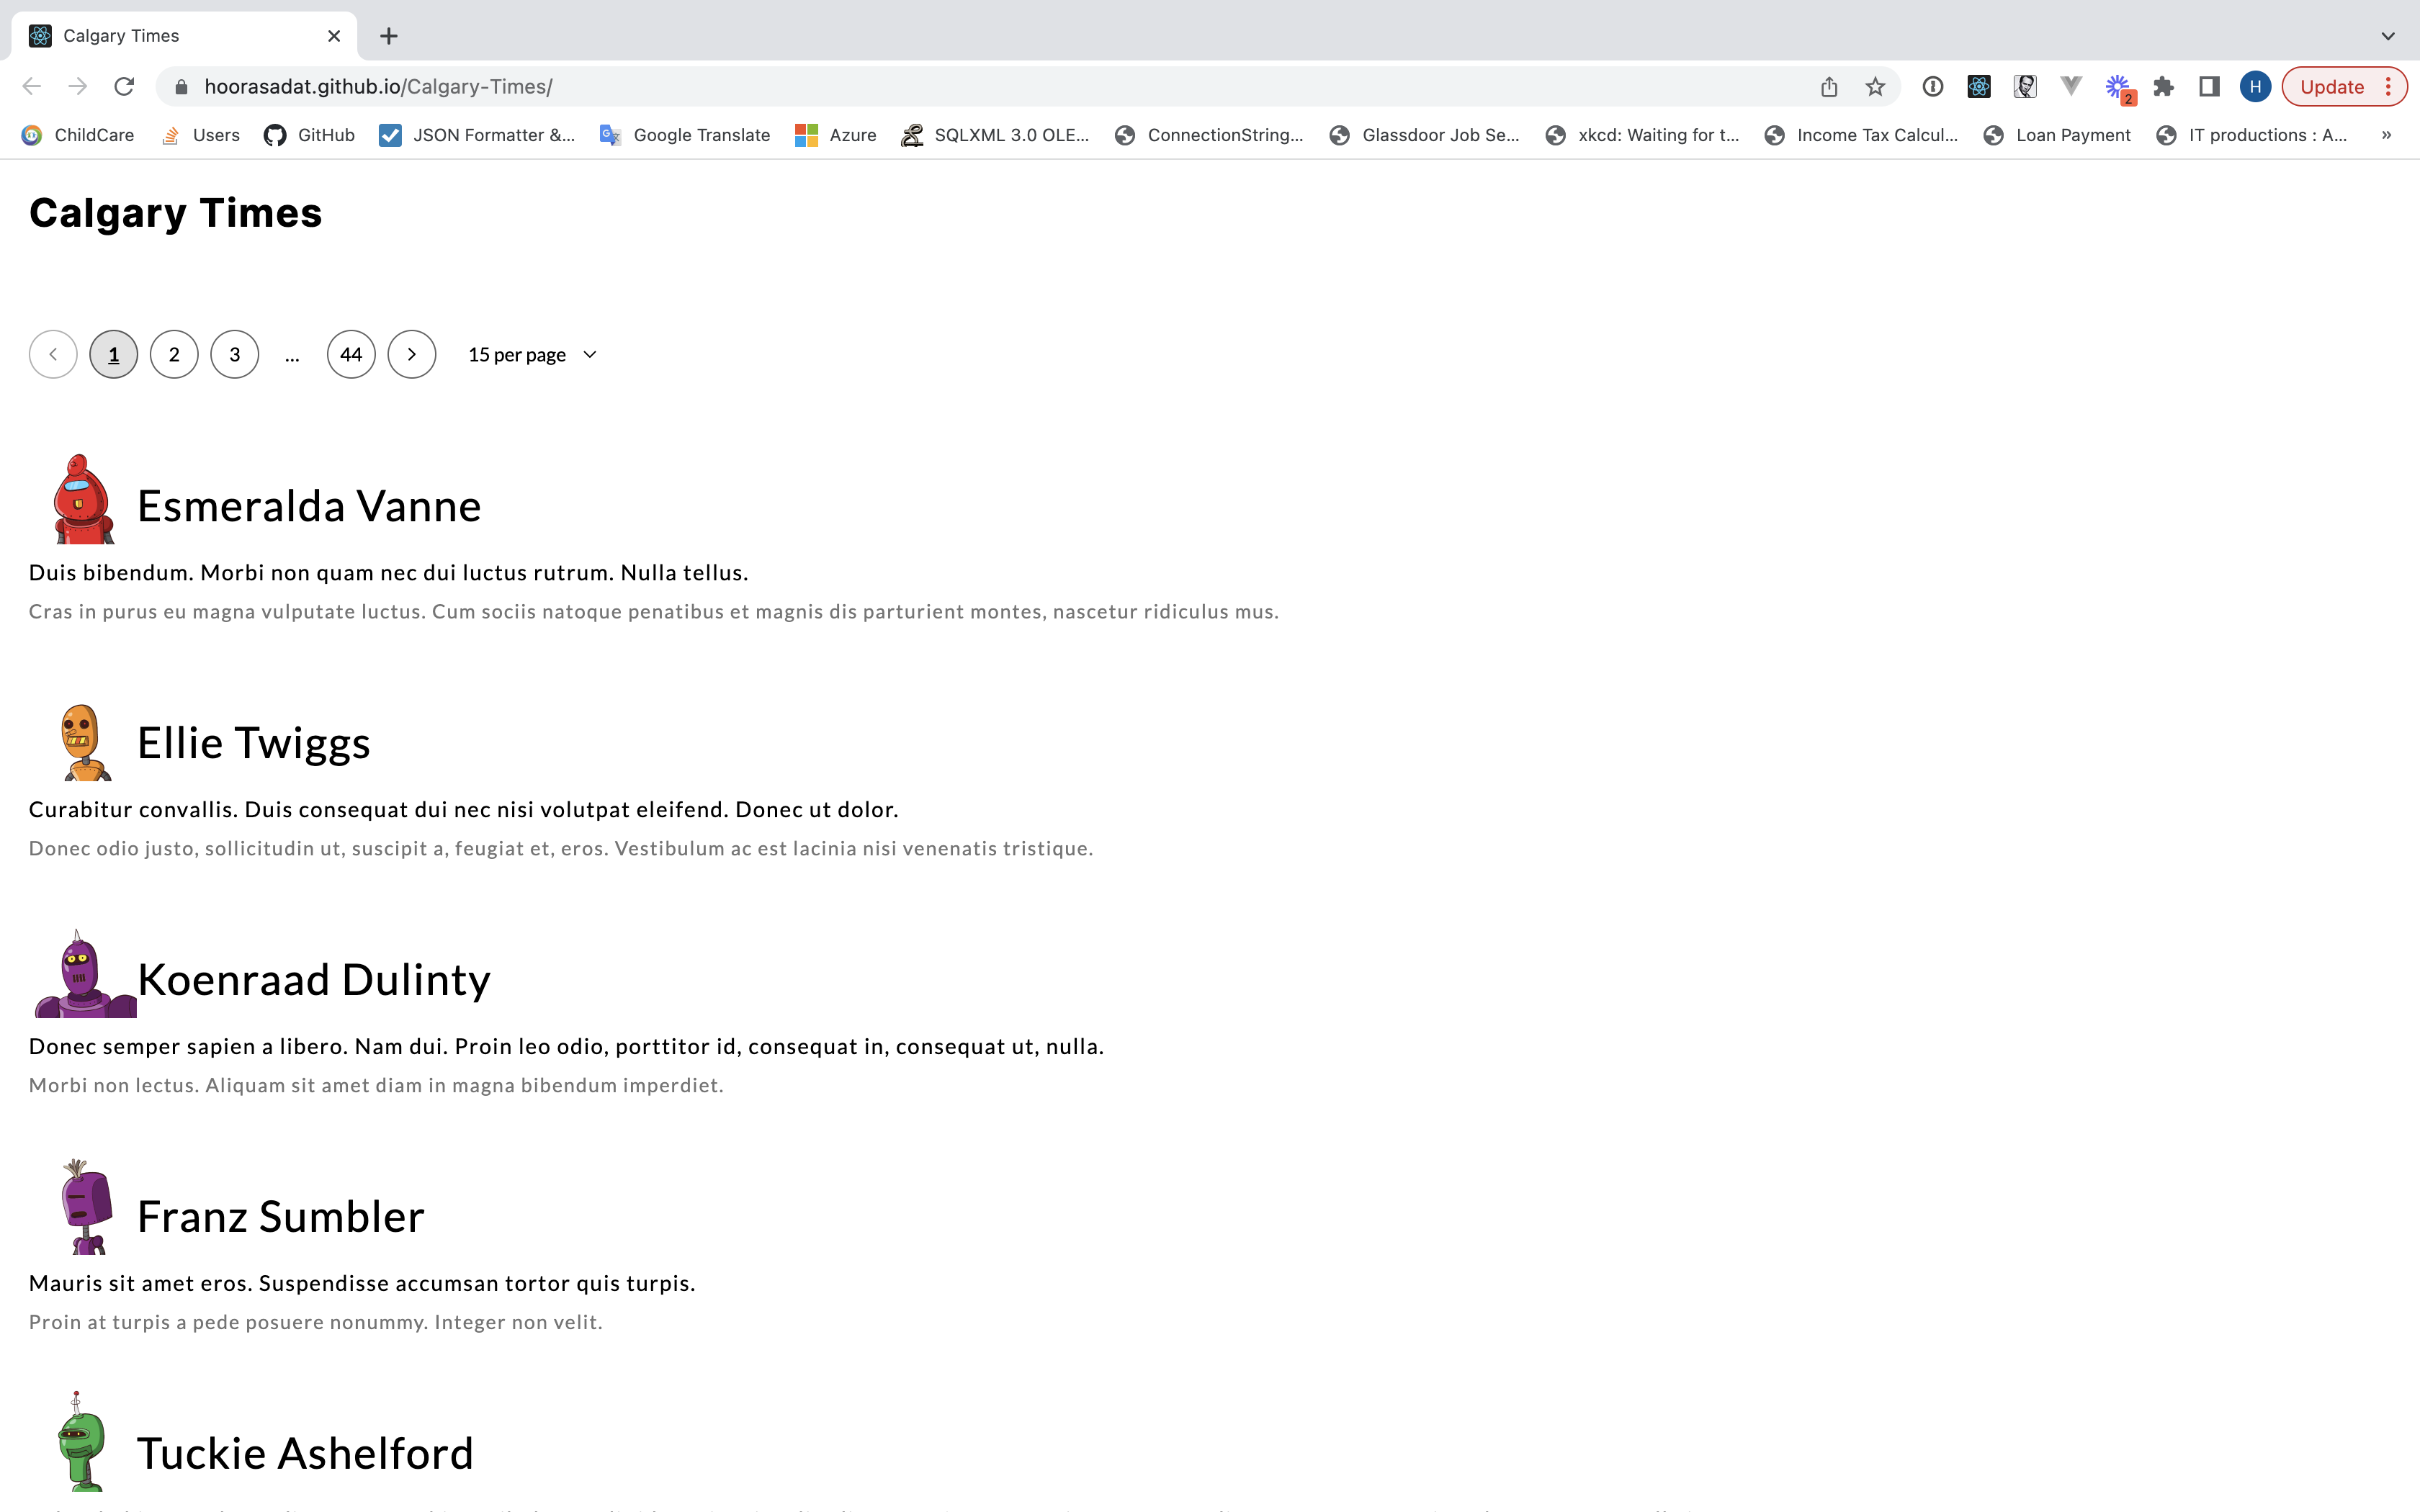 Calgary Times
hoorasadat.github.io/Calgary-Times/
2
H
Update
ChildCare Users GitHub JSON Formatter &... Google Translate Azure SQLXML 3.0 OLE... ConnectionString... Glassdoor Job Se... xkcd: Waiting for t... Income Tax Calcul... Loan Payment IT productions : A... »
Calgary Times
1 2 3 ... 44 15 per page
Esmeralda Vanne
Duis bibendum. Morbi non quam nec dui luctus rutrum. Nulla tellus.
Cras in purus eu magna vulputate luctus. Cum sociis natoque penatibus et magnis dis parturient montes, nascetur ridiculus mus.
Ellie Twiggs
Curabitur convallis. Duis consequat dui nec nisi volutpat eleifend. Donec ut dolor.
Donec odio justo, sollicitudin ut, suscipit a, feugiat et, eros. Vestibulum ac est lacinia nisi venenatis tristique.
Koenraad Dulinty
Donec semper sapien a libero. Nam dui. Proin leo odio, porttitor id, consequat in, consequat ut, nulla.
Morbi non lectus. Aliquam sit amet diam in magna bibendum imperdiet.
Franz Sumbler
Mauris sit amet eros. Suspendisse accumsan tortor quis turpis.
Proin at turpis a pede posuere nonummy. Integer non velit.
Tuckie Ashelford